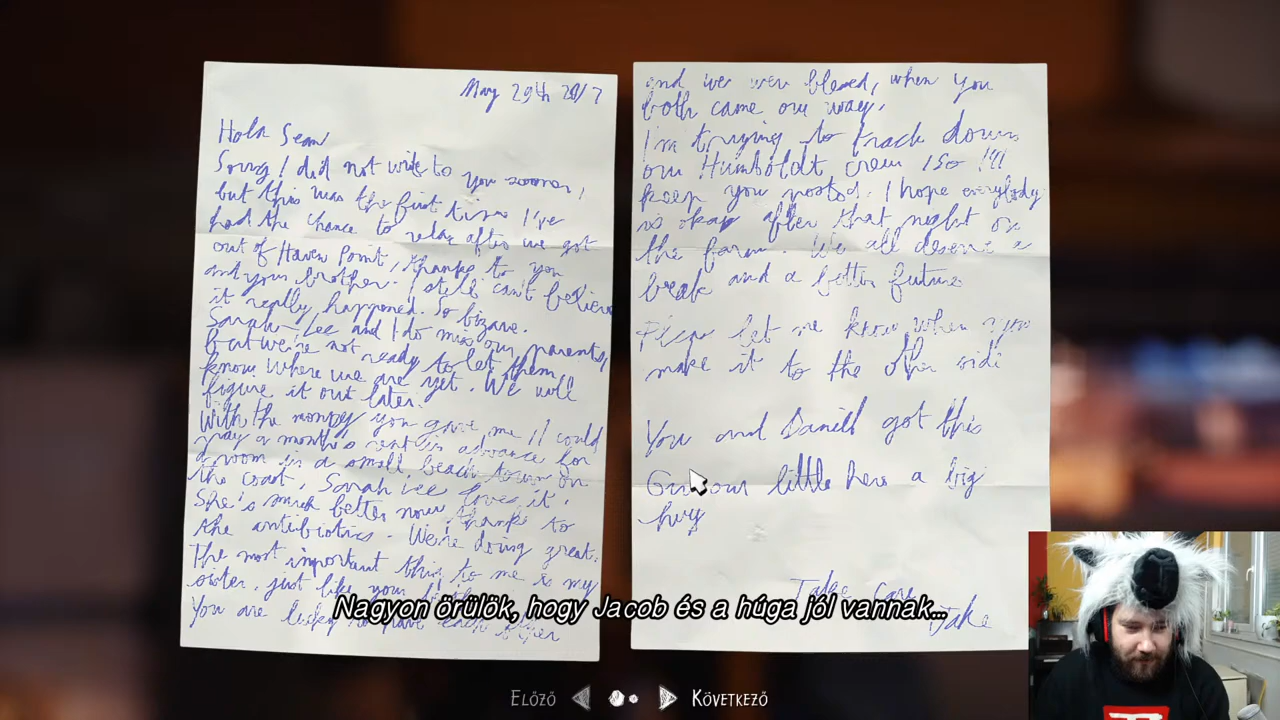 May 29th 2017
Hola Sean
Sorry I did not write to you sooner,
but this was the first time I've
had the chance to relax after we got
out of Haven Point, thanks to you
and your brother. I still can't believe
it really happened. So bizare.
Sarah-Lee and I do miss our parents,
but we're not ready to let them
know where we are yet. We will
figure it out later.
With the money you gave me I could
pay a month's rent in advance for
a room in a small beach town on
the coast, Sarah Lee loves it.
She's much better now, thanks to
the antibiotics. We're doing great.
The most important thing to me is my
sister, just like your
You are lucky to have each other
and we were blessed, when you
both came our way.
I'm trying to track down
our Humboldt crew so I'll
keep you posted. I hope everybody
is okay after that night on
the farm. We all deserve a
break and a better future
Please let me know when you
make it to the other side
You and Daniel got this
our little hero a big
hug
Take care
Jake
Nagyon örülök, hogy Jacob és a húga jól vannak...
Előző Következő